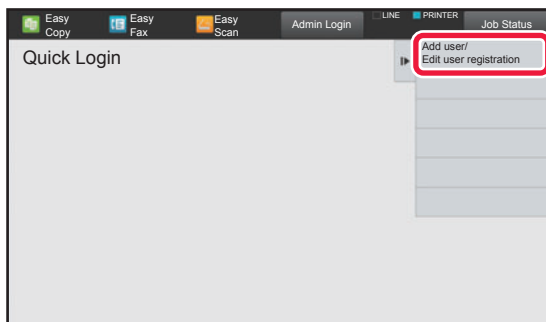 Easy
Copy
Easy
Fax
Easy
Scan
Admin Login
LINE
PRINTER
Job Status
Quick Login
Add user/
Edit user registration